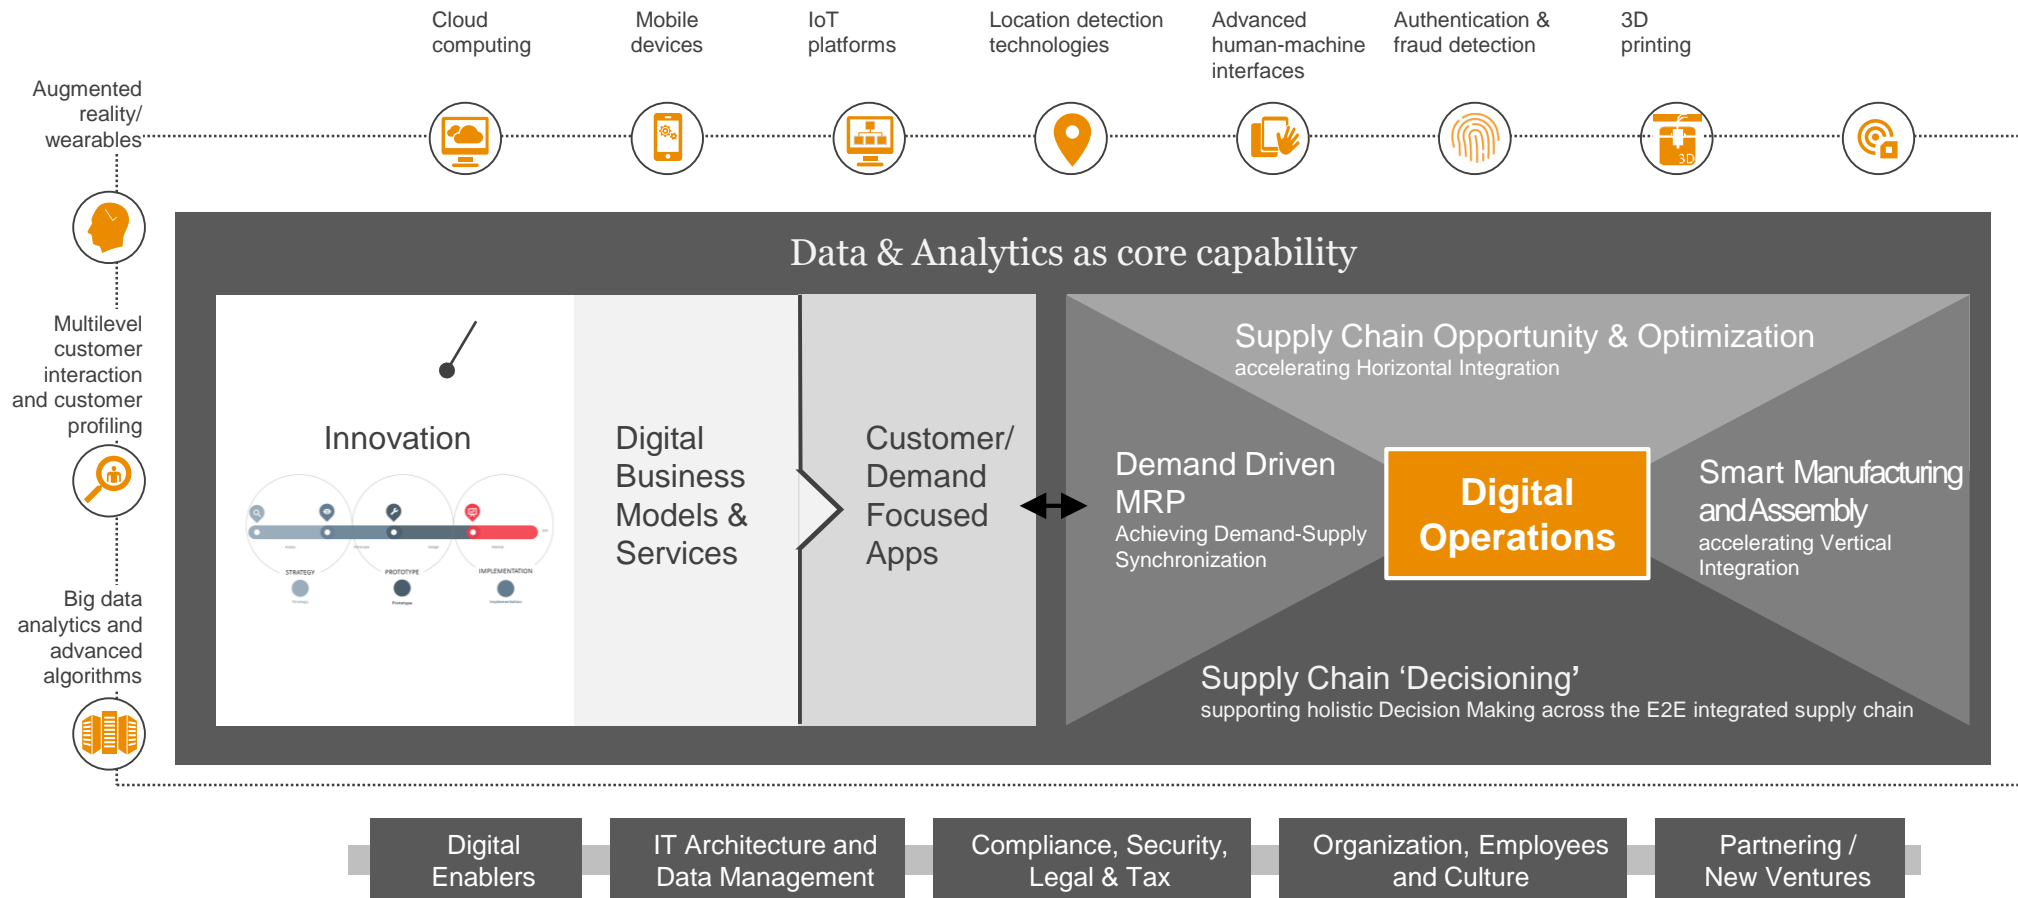 Cloud
computing
Mobile
devices
IoT
platforms
Location detection
technologies
Advanced
human-machine
interfaces
Authentication &
fraud detection
3D
printing
Augmented
reality/
wearables
3D
Multilevel
customer
interaction
and customer
profiling
Big data
analytics and
advanced
algorithms
Data & Analytics as core capability
Innovation
STRATEGY
PROTOTYPE
IMPLEMENTATION
Strategy
Prototype
Implementation
Digital
Business
Models &
Services
Customer/
Demand
Focused
Apps
Supply Chain Opportunity & Optimization
accelerating Horizontal Integration
Demand Driven
MRP
Achieving Demand-Supply
Synchronization
Digital
Operations
Smart Manufacturing
and Assembly
accelerating Vertical
Integration
Supply Chain ‘Decisioning’
supporting holistic Decision Making across the E2E integrated supply chain
Digital
Enablers
IT Architecture and
Data Management
Compliance, Security,
Legal & Tax
Organization, Employees
and Culture
Partnering /
New Ventures